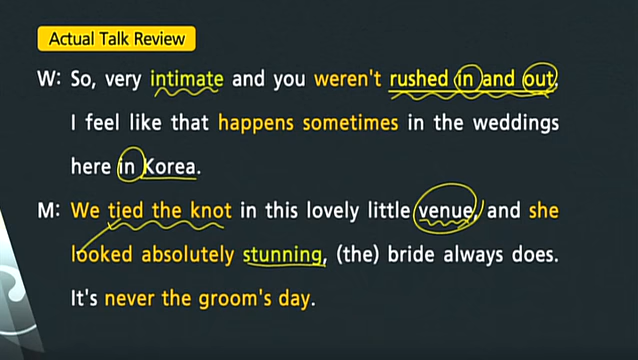 Actual Talk Review
W: So, very intimate and you weren't rushed in and out,
I feel like that happens sometimes in the weddings
here in Korea.
M: We tied the knot in this lovely little venue, and she
looked absolutely stunning, (the) bride always does.
It's never the groom's day.